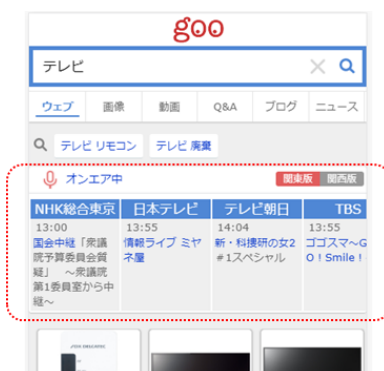 goo
テレビ
ウェブ 画像 動画 Q&A ブログ ニュース
テレビ リモコン テレビ 廃棄
オンエア中 関東版 関西版
NHK総合東京 日本テレビ テレビ朝日 TBS
13:00 13:55 14:04 13:55
国会中継「衆議 情報ライブ ミヤ 新・科捜研の女2 ゴゴスマ~G
院予算委員会質 ネ屋 #1スペシャル O!Smile!
疑」 ~衆議院
第1委員室から中
継~